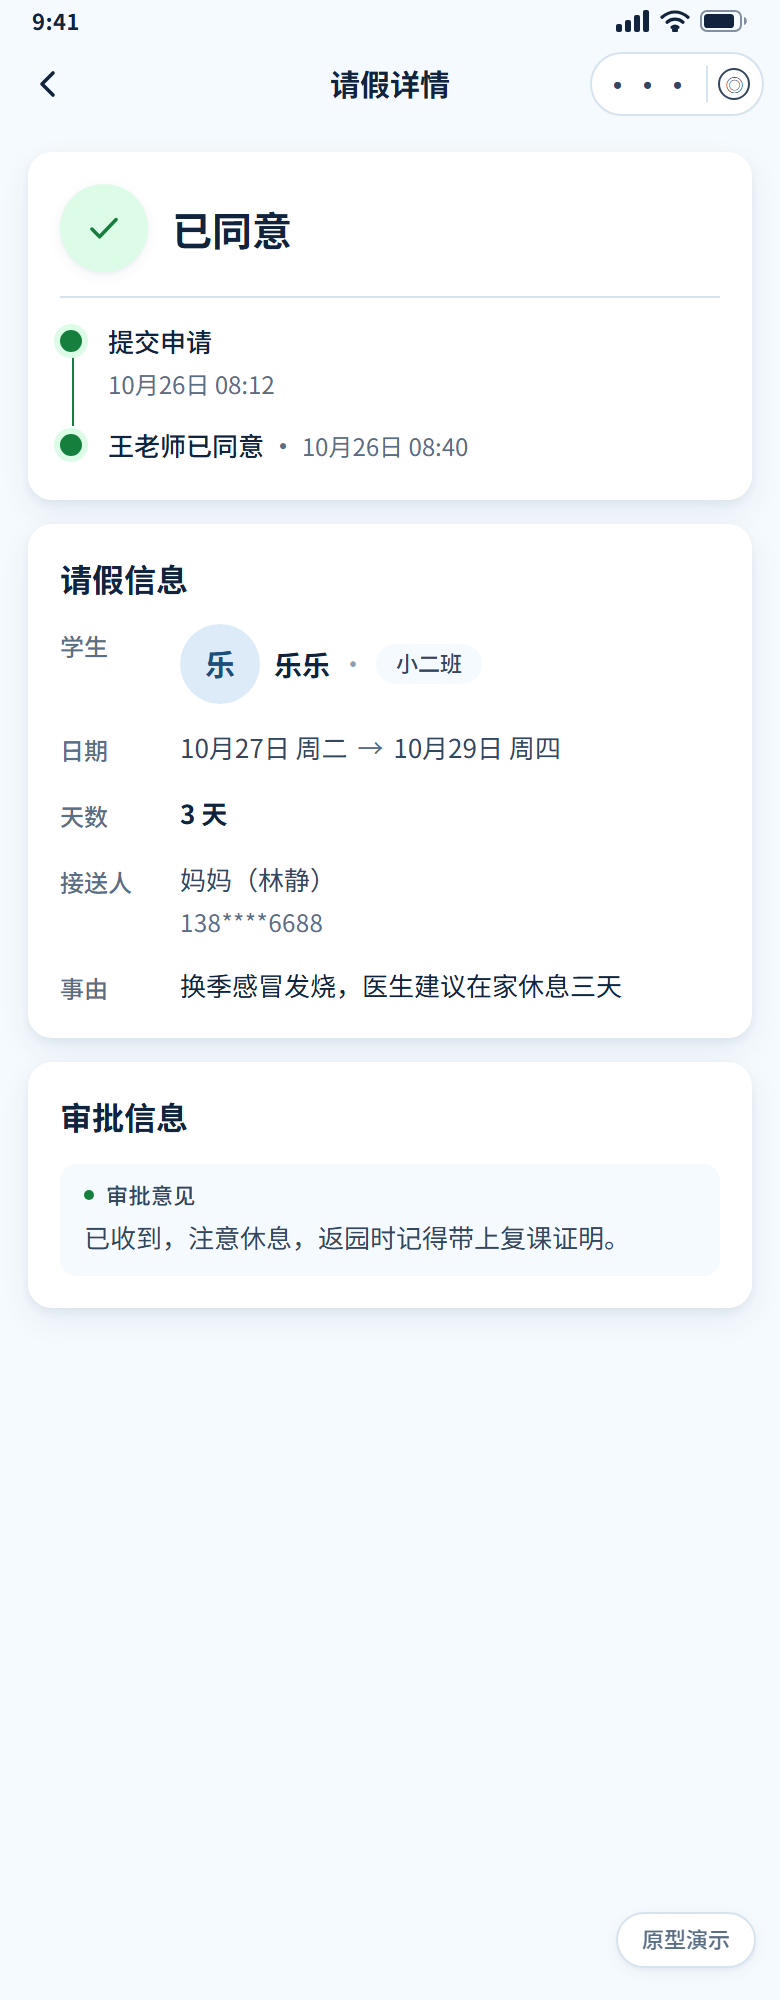 9:41
请假详情
已同意
提交申请
10月26日 08:12
王老师已同意 · 10月26日 08:40
请假信息
学生 乐 乐乐 · 小二班
日期 10月27日 周二 → 10月29日 周四
天数 3 天
接送人 妈妈（林静）
138****6688
事由 换季感冒发烧，医生建议在家休息三天
审批信息
审批意见
已收到，注意休息，返园时记得带上复课证明。
原型演示